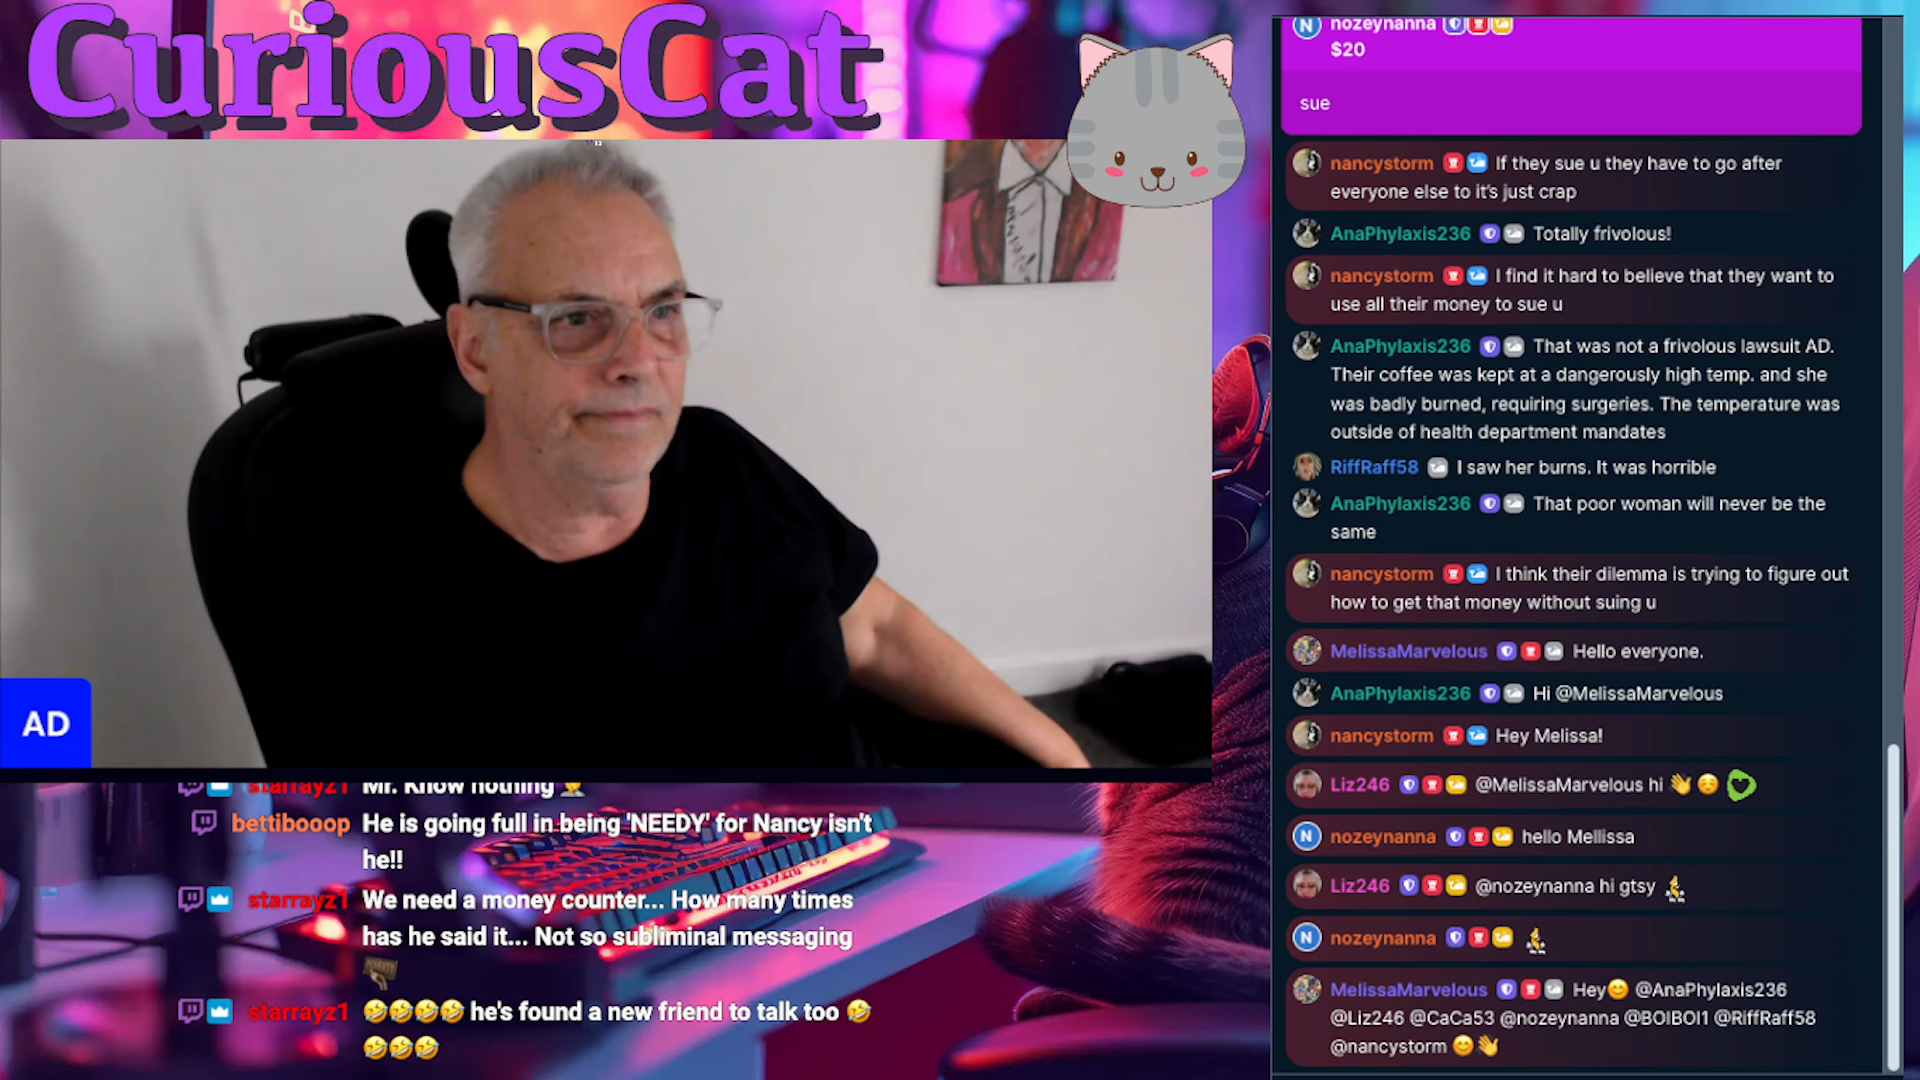 CuriousCat
AD
starrayz1 Mr. Know nothing
bettibooop He is going full in being 'NEEDY' for Nancy isn't
he!!
starrayz1 We need a money counter... How many times
has he said it... Not so subliminal messaging
starrayz1 he's found a new friend to talk too
nozeynanna
$20
sue
nancystorm If they sue u they have to go after
everyone else to it's just crap
AnaPhylaxis236 Totally frivolous!
nancystorm I find it hard to believe that they want to
use all their money to sue u
AnaPhylaxis236 That was not a frivolous lawsuit AD.
Their coffee was kept at a dangerously high temp. and she
was badly burned, requiring surgeries. The temperature was
outside of health department mandates
RiffRaff58 I saw her burns. It was horrible
AnaPhylaxis236 That poor woman will never be the
same
nancystorm I think their dilemma is trying to figure out
how to get that money without suing u
MelissaMarvelous Hello everyone.
AnaPhylaxis236 Hi @MelissaMarvelous
nancystorm Hey Melissa!
Liz246 @MelissaMarvelous hi 👋 ☺️
N nozeynanna hello Mellissa
Liz246 @nozeynanna hi gtsy
N nozeynanna
MelissaMarvelous Hey😊 @AnaPhylaxis236
@Liz246 @CaCa53 @nozeynanna @BOIBOI1 @RiffRaff58
@nancystorm 😊👋